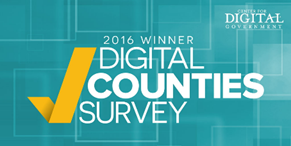 CENTER FOR
DIGITAL
GOVERNMENT
2016 WINNER
DIGITAL
COUNTIES
SURVEY